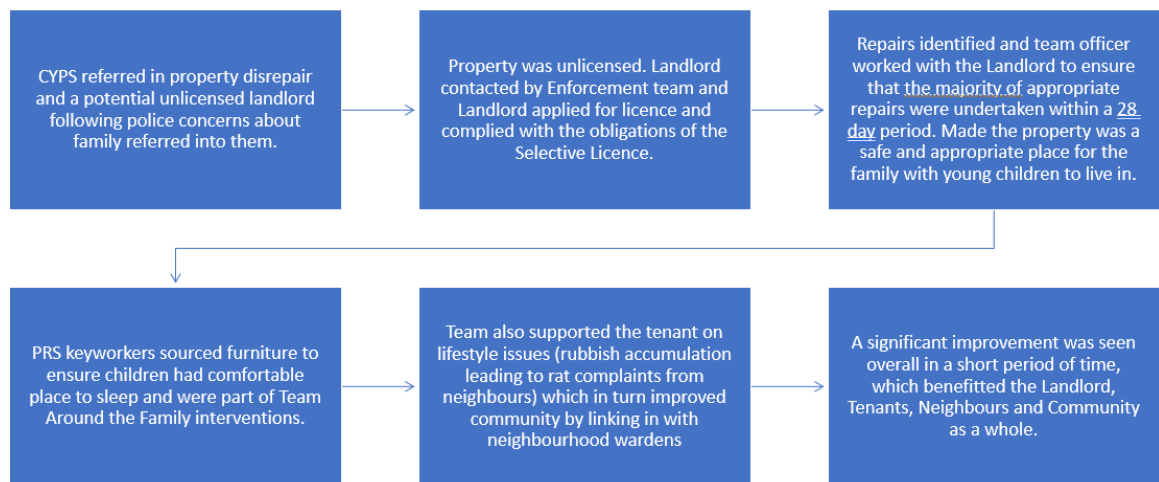 CYPS referred in property disrepair
and a potential unlicensed landlord
following police concerns about
family referred into them.
Property was unlicensed. Landlord
contacted by Enforcement team and
Landlord applied for licence and
complied with the obligations of the
Selective Licence.
Repairs identified and team officer
worked with the Landlord to ensure
that the majority of appropriate
repairs were undertaken within a 28
day period. Made the property was a
safe and appropriate place for the
family with young children to live in.
PRS keyworkers sourced furniture to
ensure children had comfortable
place to sleep and were part of Team
Around the Family interventions.
Team also supported the tenant on
lifestyle issues (rubbish accumulation
leading to rat complaints from
neighbours) which in turn improved
community by linking in with
neighbourhood wardens
A significant improvement was seen
overall in a short period of time,
which benefitted the Landlord,
Tenants, Neighbours and Community
as a whole.